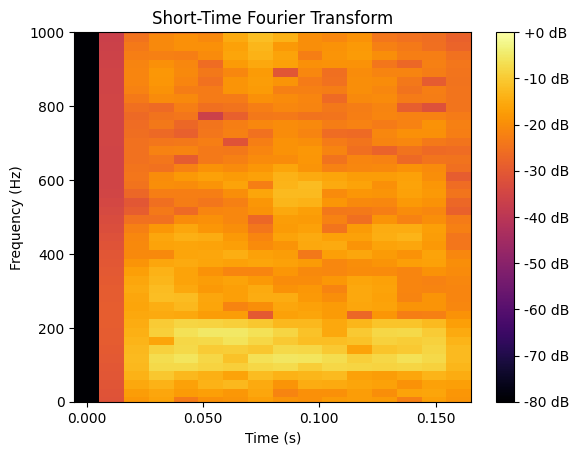 Short-Time Fourier Transform
1000
800
600
400
200
0
Frequency (Hz)
0.000
0.050
0.100
0.150
Time (s)
+0 dB
-10 dB
-20 dB
-30 dB
-40 dB
-50 dB
-60 dB
-70 dB
-80 dB